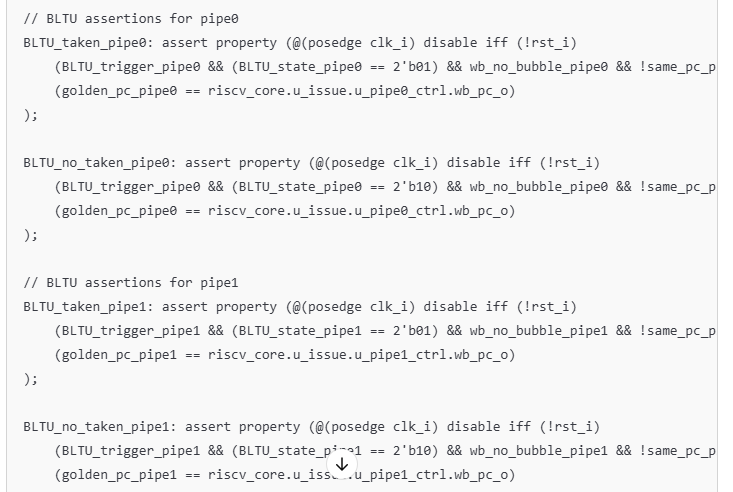 // BLTU assertions for pipe0
BLTU_taken_pipe0: assert property (@(posedge clk_i) disable iff (!rst_i)
    (BLTU_trigger_pipe0 && (BLTU_state_pipe0 == 2'b01) && wb_no_bubble_pipe0 && !same_pc_p
    (golden_pc_pipe0 == riscv_core.u_issue.u_pipe0_ctrl.wb_pc_o)
);

BLTU_no_taken_pipe0: assert property (@(posedge clk_i) disable iff (!rst_i)
    (BLTU_trigger_pipe0 && (BLTU_state_pipe0 == 2'b10) && wb_no_bubble_pipe0 && !same_pc_p
    (golden_pc_pipe0 == riscv_core.u_issue.u_pipe0_ctrl.wb_pc_o)
);

// BLTU assertions for pipe1
BLTU_taken_pipe1: assert property (@(posedge clk_i) disable iff (!rst_i)
    (BLTU_trigger_pipe1 && (BLTU_state_pipe1 == 2'b01) && wb_no_bubble_pipe1 && !same_pc_p
    (golden_pc_pipe1 == riscv_core.u_issue.u_pipe1_ctrl.wb_pc_o)
);

BLTU_no_taken_pipe1: assert property (@(posedge clk_i) disable iff (!rst_i)
    (BLTU_trigger_pipe1 && (BLTU_state_pipe1 == 2'b10) && wb_no_bubble_pipe1 && !same_pc_p
    (golden_pc_pipe1 == riscv_core.u_issue.u_pipe1_ctrl.wb_pc_o)